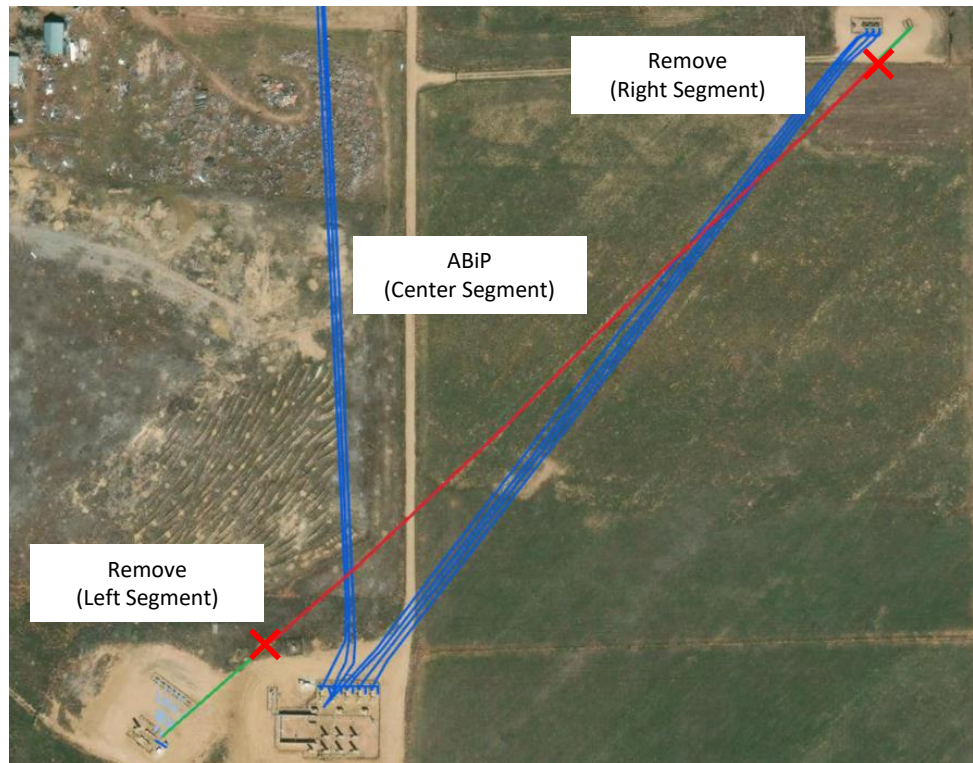 Remove
(Right Segment)
ABiP
(Center Segment)
Remove
(Left Segment)